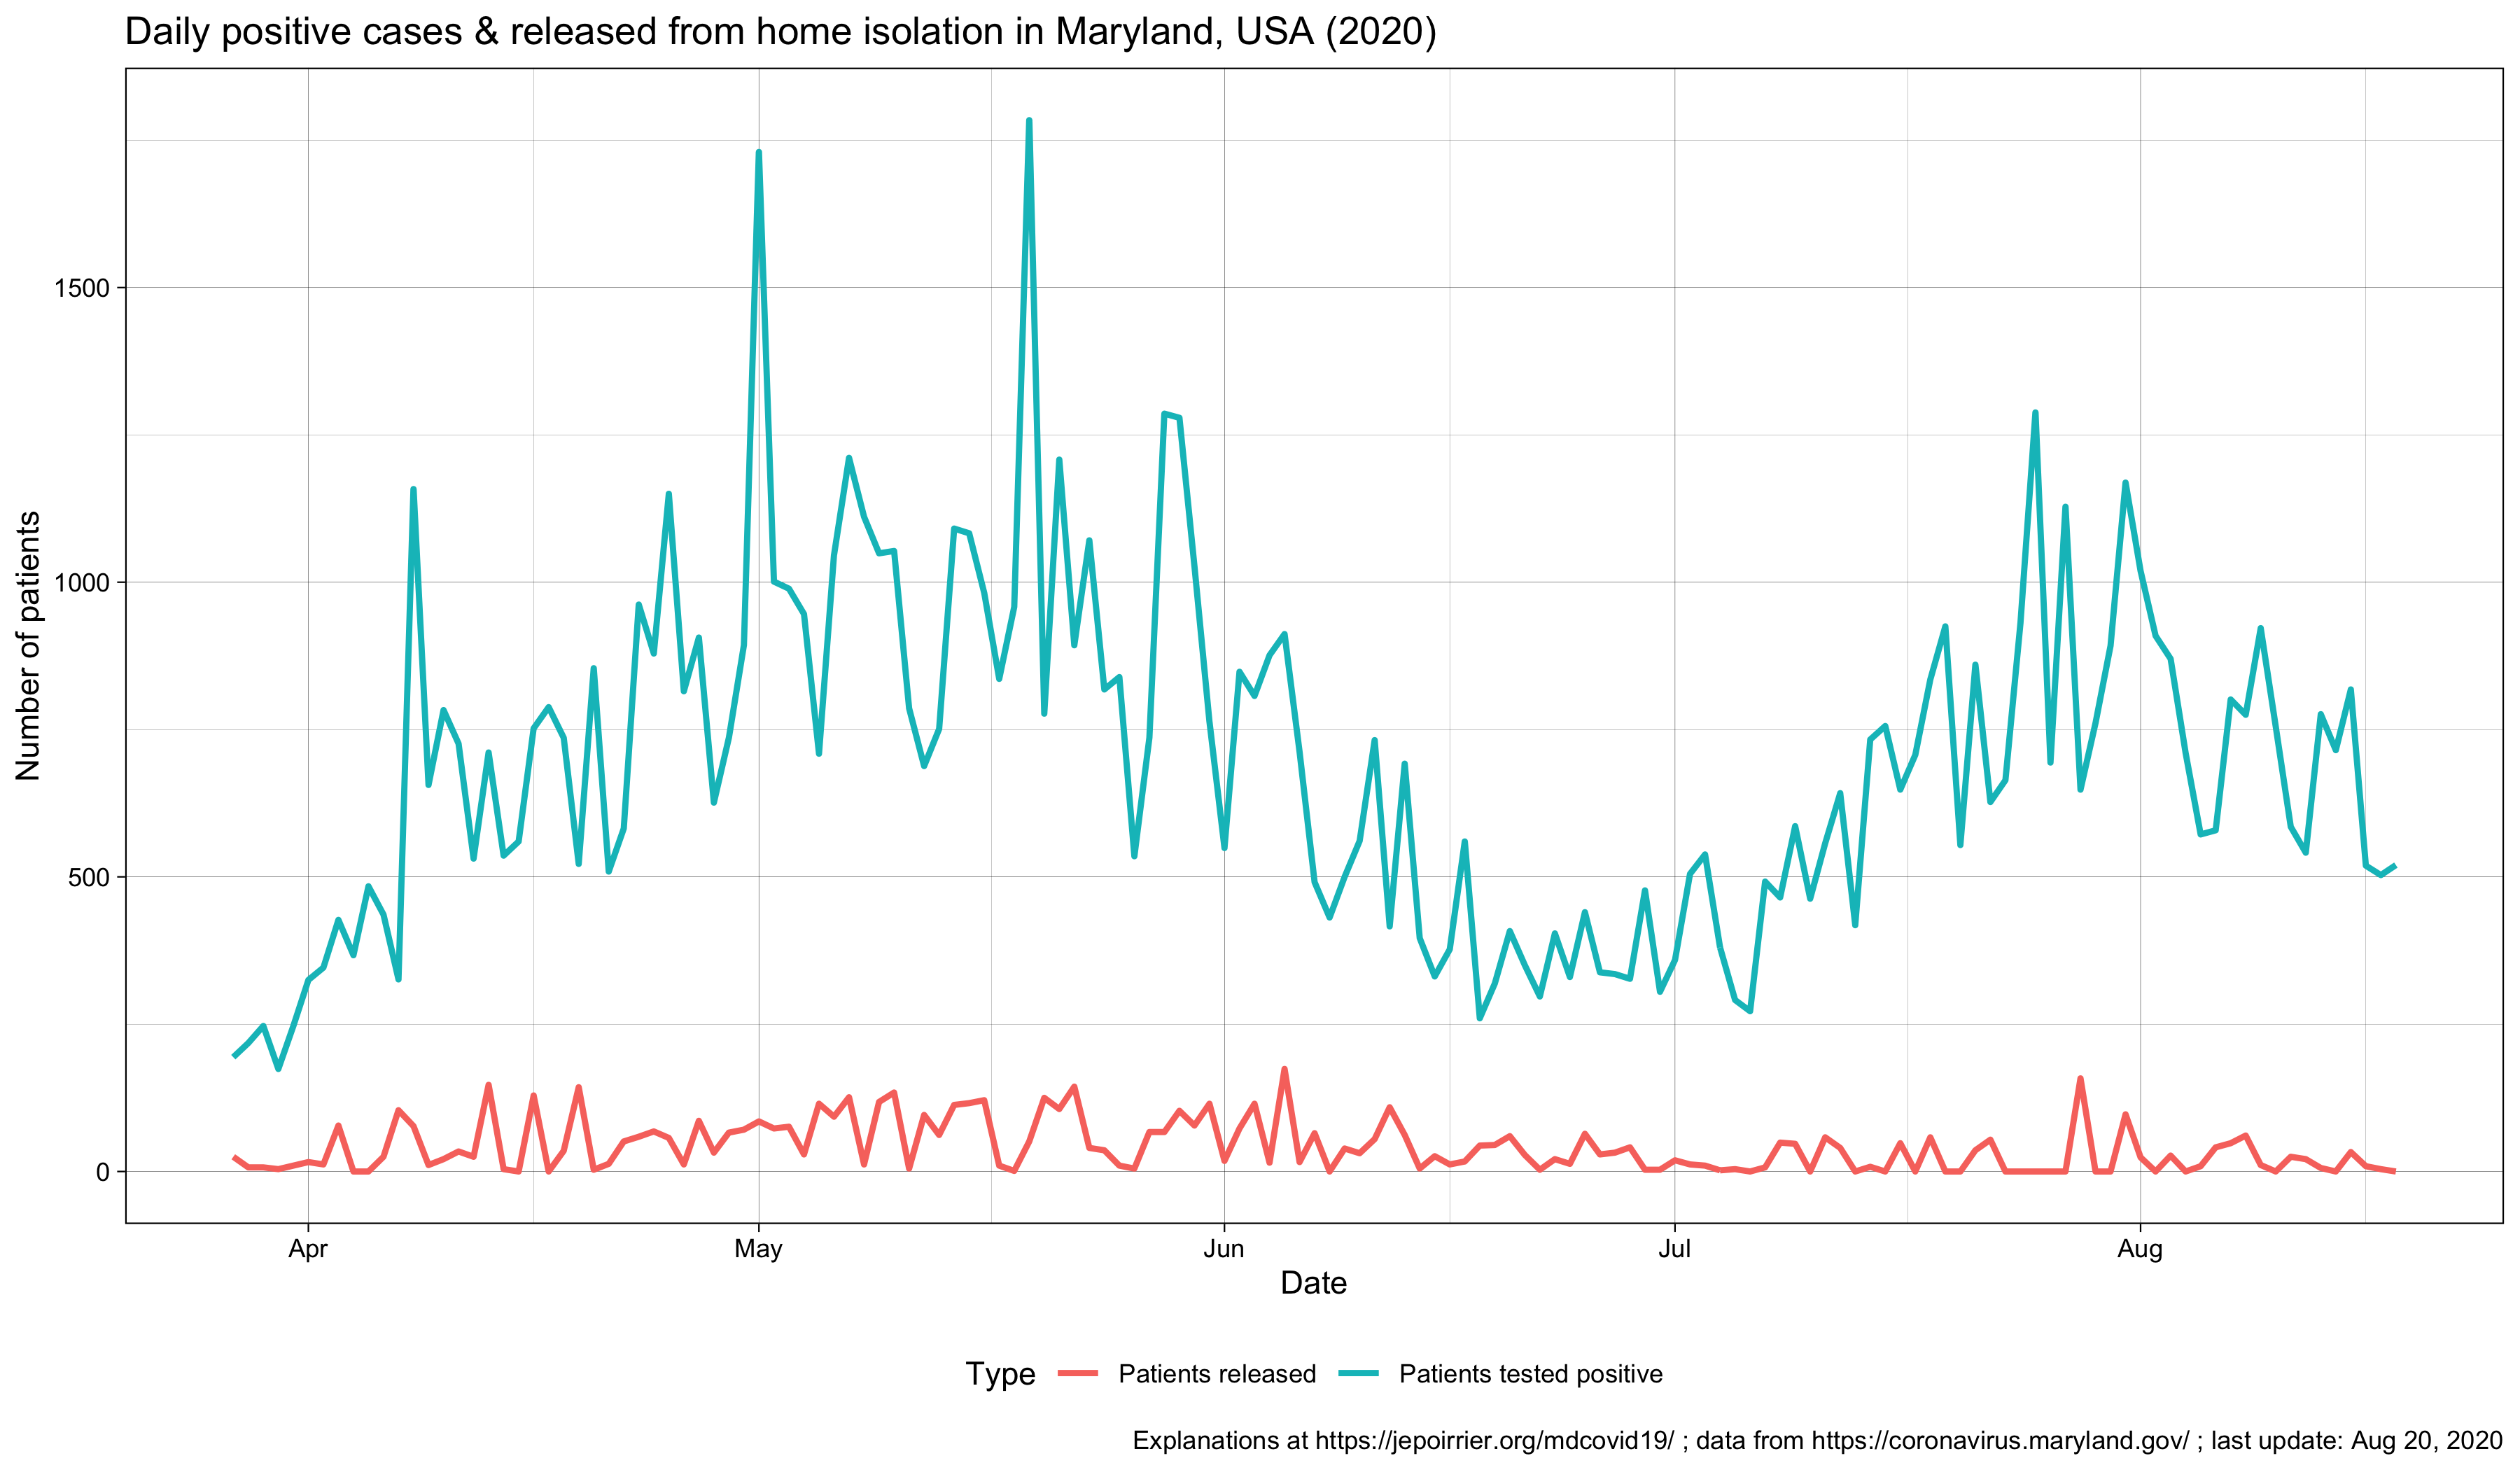 Daily positive cases & released from home isolation in Maryland, USA (2020)
Number of patients
1500
1000
500
0
Apr May Jun Jul Aug
Date
Type Patients released Patients tested positive
Explanations at https://jepoirrier.org/mdcovid19/ ; data from https://coronavirus.maryland.gov/ ; last update: Aug 20, 2020